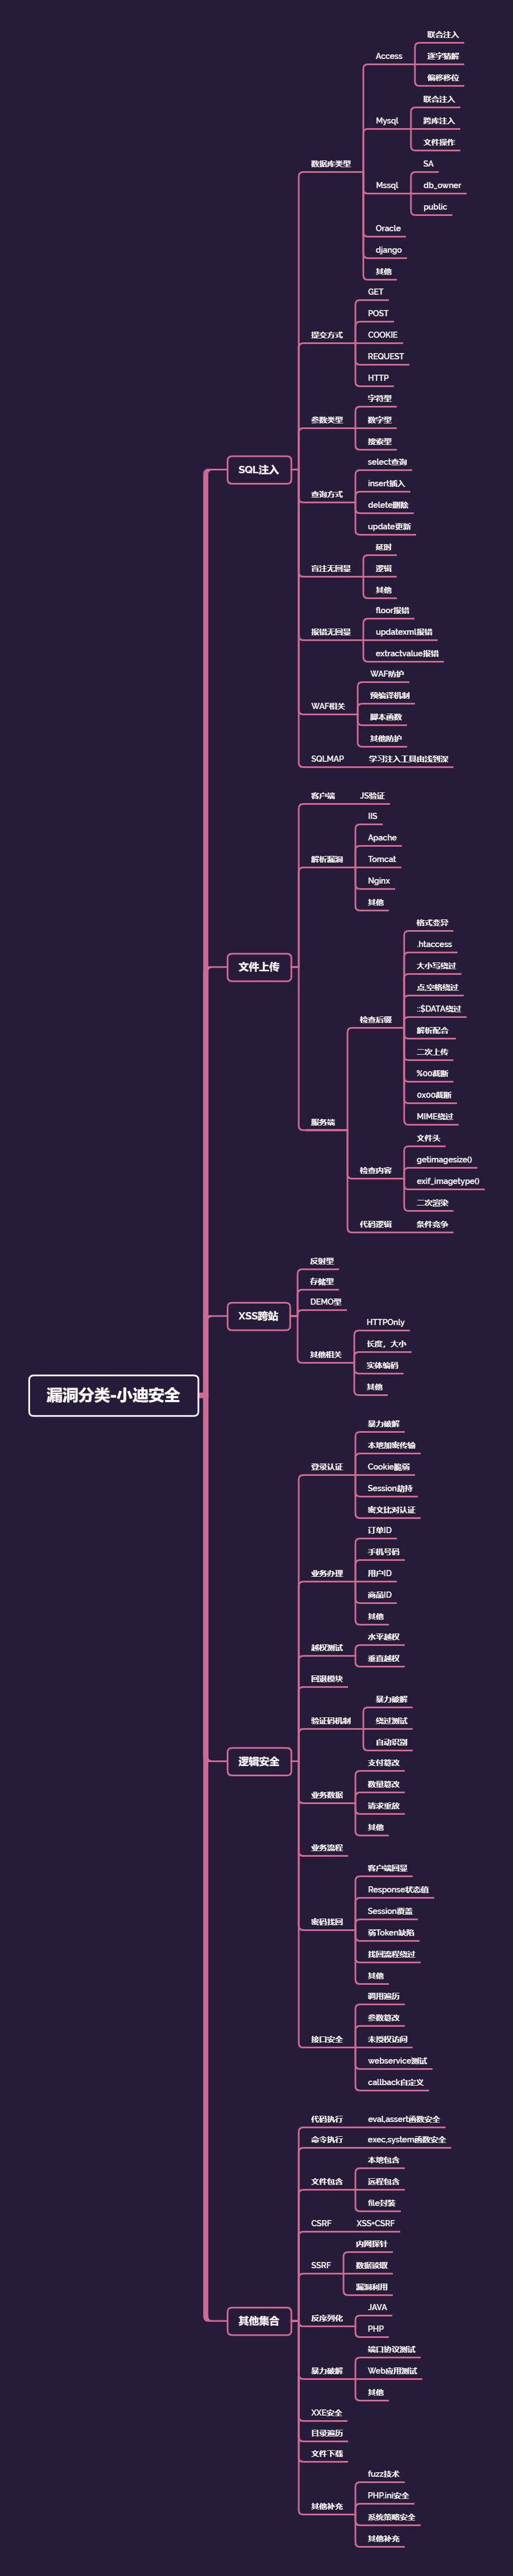 漏洞分类-小迪安全
SQL注入
数据库类型
Access
联合注入
逐字猜解
偏移移位
Mysql
联合注入
跨库注入
文件操作
Mssql
SA
db_owner
public
Oracle
django
其他
提交方式
GET
POST
COOKIE
REQUEST
HTTP
参数类型
字符型
数字型
搜索型
查询方式
select查询
insert插入
delete删除
update更新
盲注无回显
延时
逻辑
其他
报错无回显
floor报错
updatexml报错
extractvalue报错
WAF相关
WAF防护
预编译机制
脚本函数
其他防护
SQLMAP
学习注入工具由浅到深
文件上传
客户端
JS验证
解析漏洞
IIS
Apache
Tomcat
Nginx
其他
服务端
检查后缀
格式变异
.htaccess
大小写绕过
点,空格绕过
::$DATA绕过
解析配合
二次上传
%00截断
0x00截断
MIME绕过
检查内容
文件头
getimagesize()
exif_imagetype()
二次渲染
代码逻辑
条件竞争
XSS跨站
反射型
存储型
DEMO型
其他相关
HTTPOnly
长度，大小
实体编码
其他
逻辑安全
登录认证
暴力破解
本地加密传输
Cookie脆弱
Session劫持
密文比对认证
业务办理
订单ID
手机号码
用户ID
商品ID
其他
越权测试
水平越权
垂直越权
回退模块
验证码机制
暴力破解
绕过测试
自动识别
业务数据
支付篡改
数量篡改
请求重放
其他
业务流程
密码找回
客户端回显
Response状态值
Session覆盖
弱Token缺陷
找回流程绕过
其他
接口安全
调用遍历
参数篡改
未授权访问
webservice测试
callback自定义
其他集合
代码执行
eval,assert函数安全
命令执行
exec,system函数安全
文件包含
本地包含
远程包含
file封装
CSRF
XSS+CSRF
SSRF
内网探针
数据读取
漏洞利用
反序列化
JAVA
PHP
暴力破解
端口协议测试
Web应用测试
其他
XXE安全
目录遍历
文件下载
其他补充
fuzz技术
PHP.ini安全
系统策略安全
其他补充